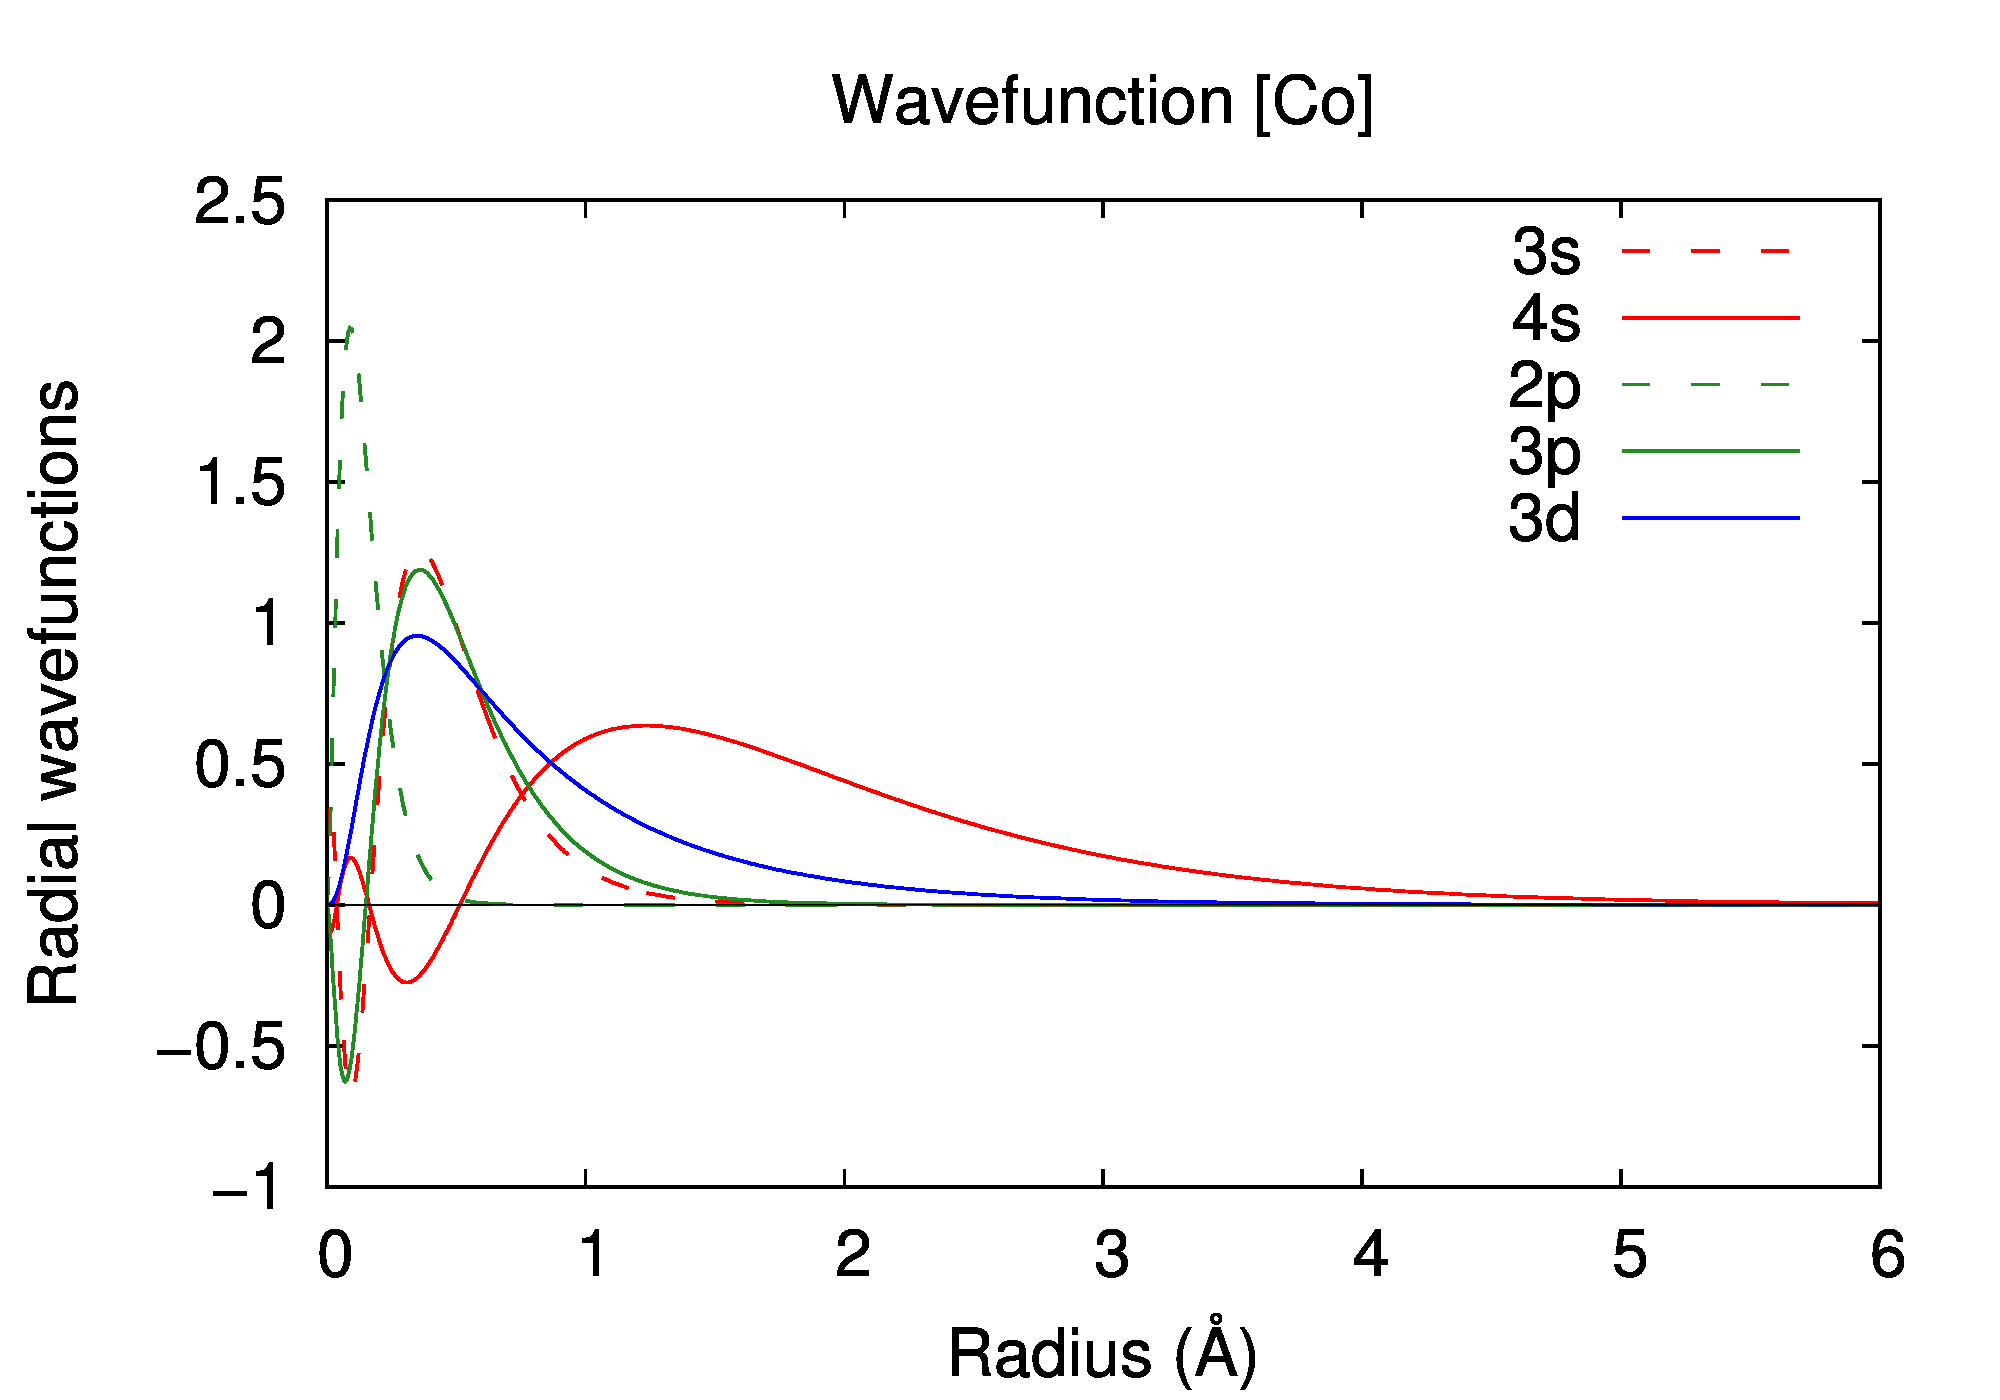 Wavefunction [Co]
2.5
2
1.5
1
0.5
0
−0.5
−1
Radial wavefunctions
3s
4s
2p
3p
3d
0 1 2 3 4 5 6
Radius (Å)